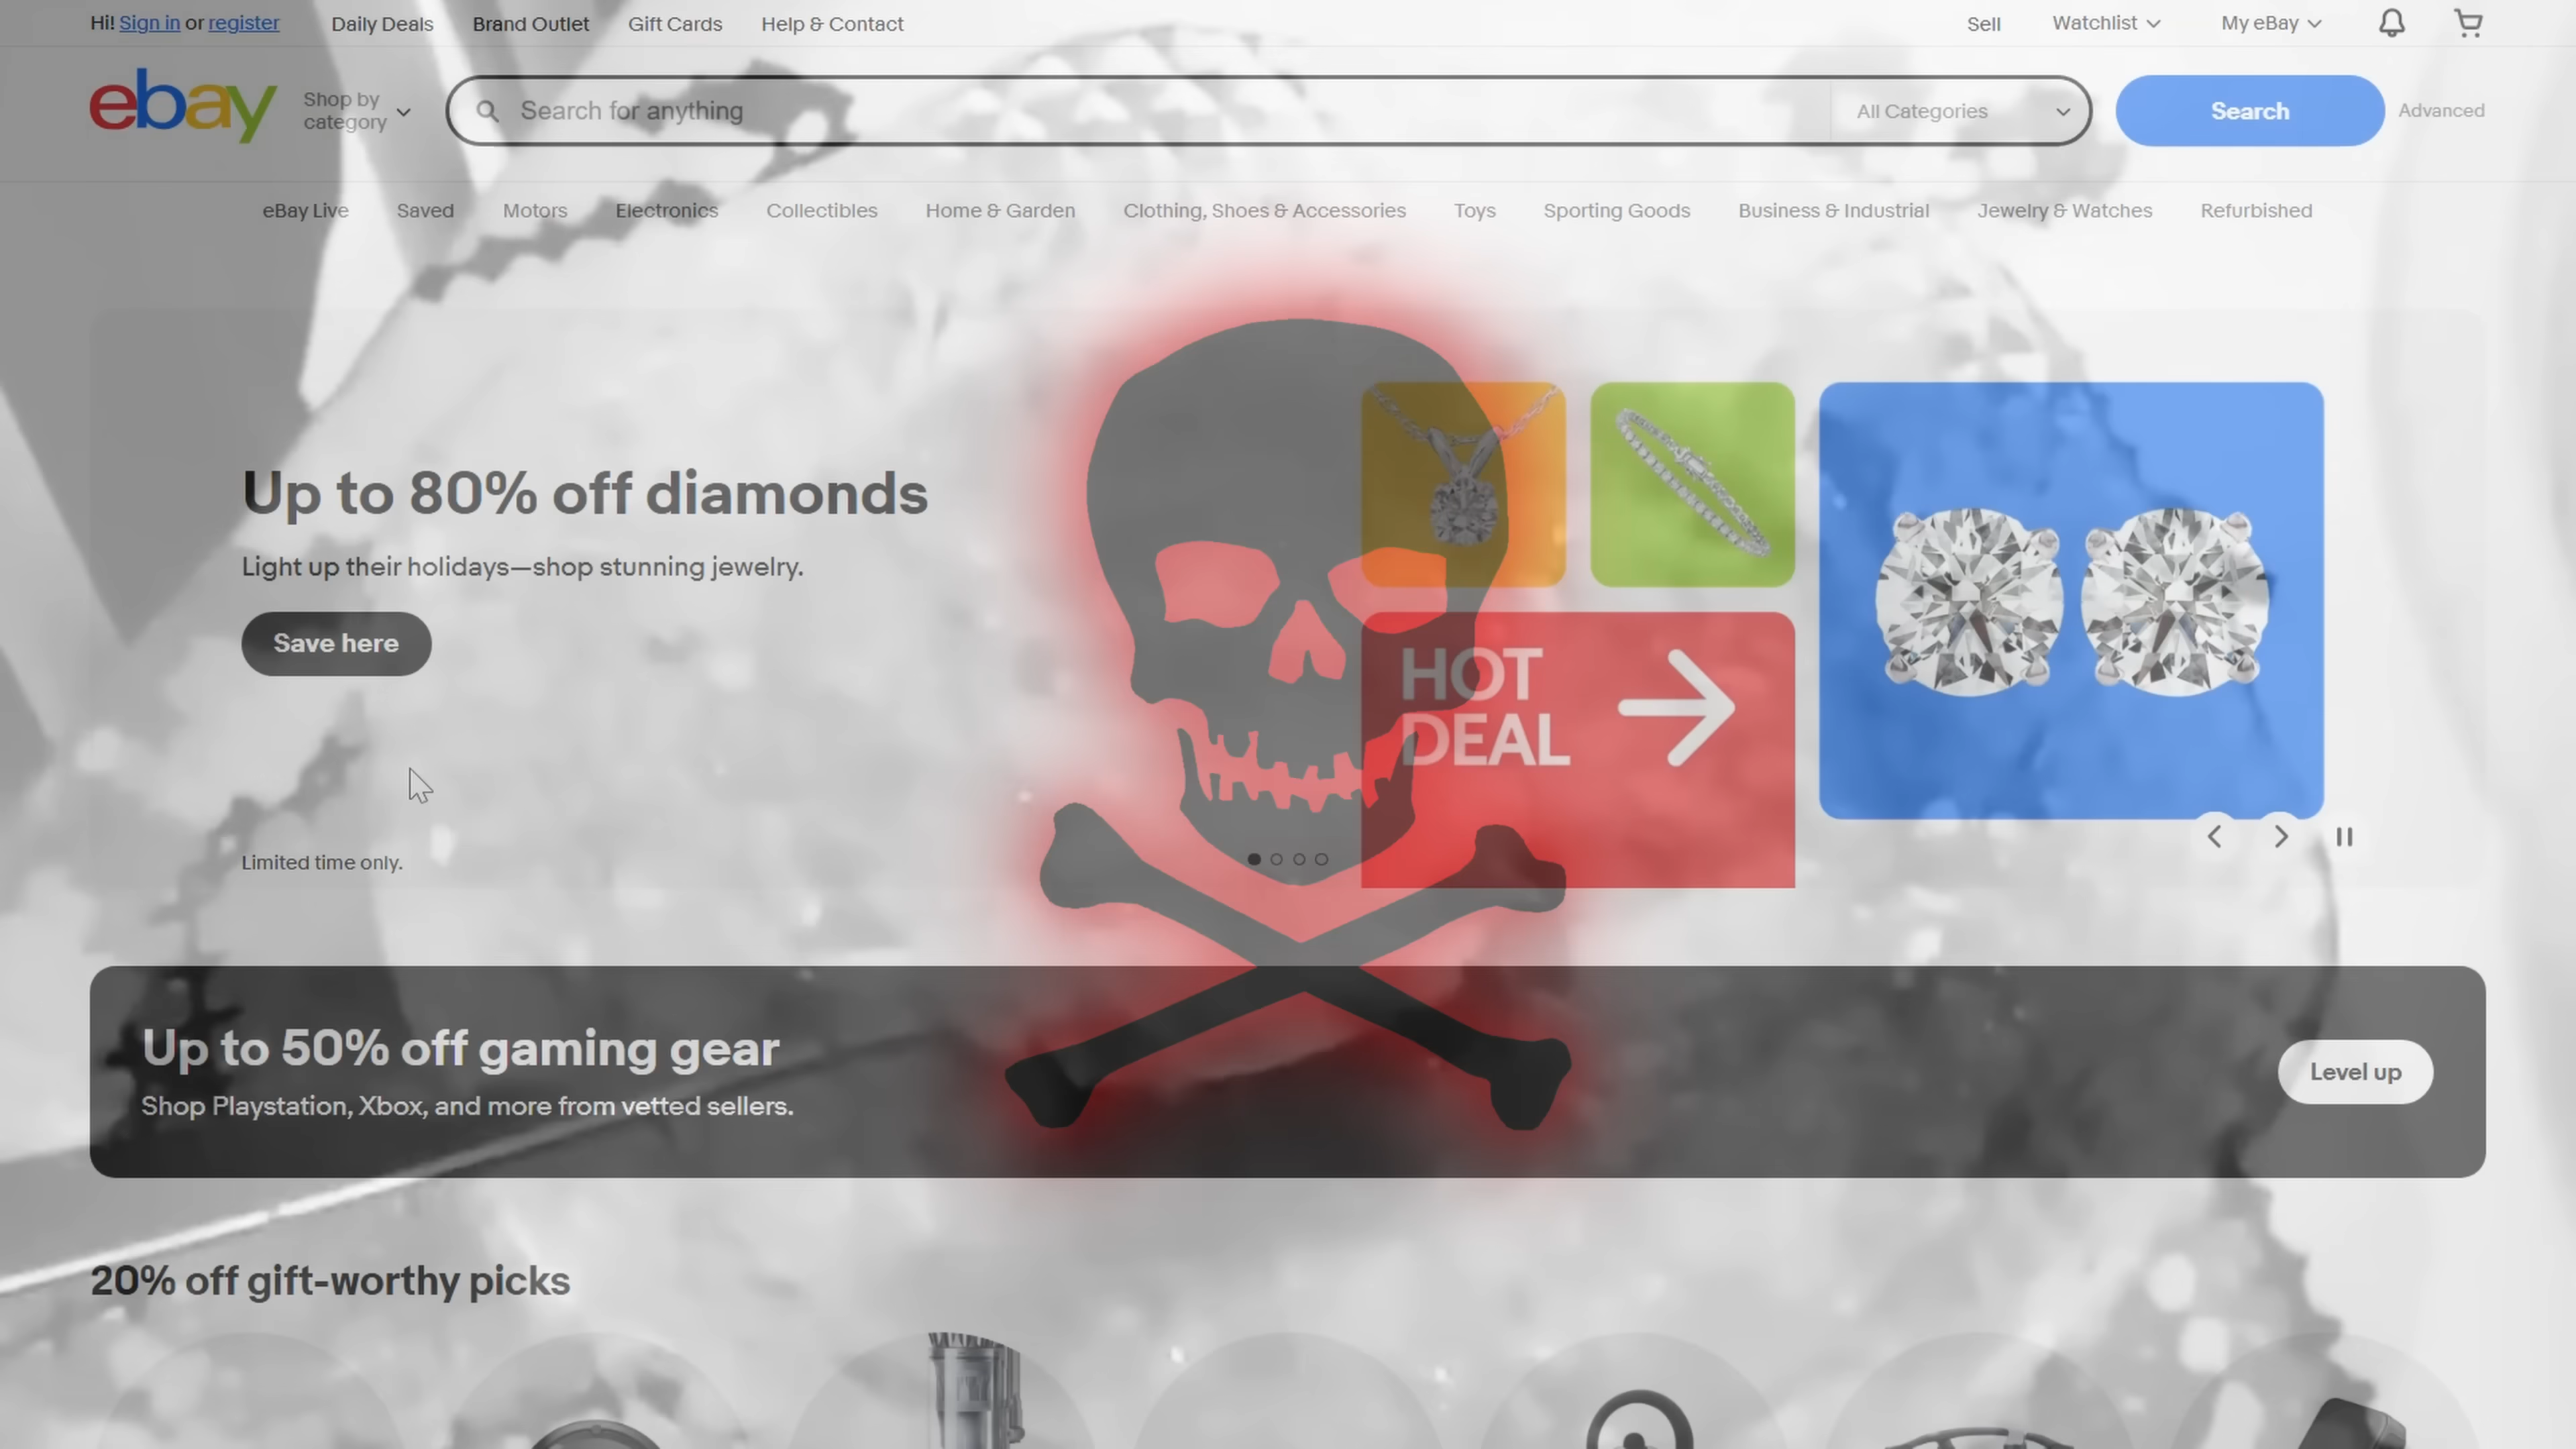 Hi! Sign in or register Daily Deals Brand Outlet Gift Cards Help & Contact Sell Watchlist My eBay
ebay Shop by category Search for anything All Categories Search Advanced
eBay Live Saved Motors Electronics Collectibles Home & Garden Clothing, Shoes & Accessories Toys Sporting Goods Business & Industrial Jewelry & Watches Refurbished
Up to 80% off diamonds
Light up their holidays—shop stunning jewelry.
Save here
HOT
DEAL
Limited time only.
Up to 50% off gaming gear
Shop Playstation, Xbox, and more from vetted sellers.
Level up
20% off gift-worthy picks